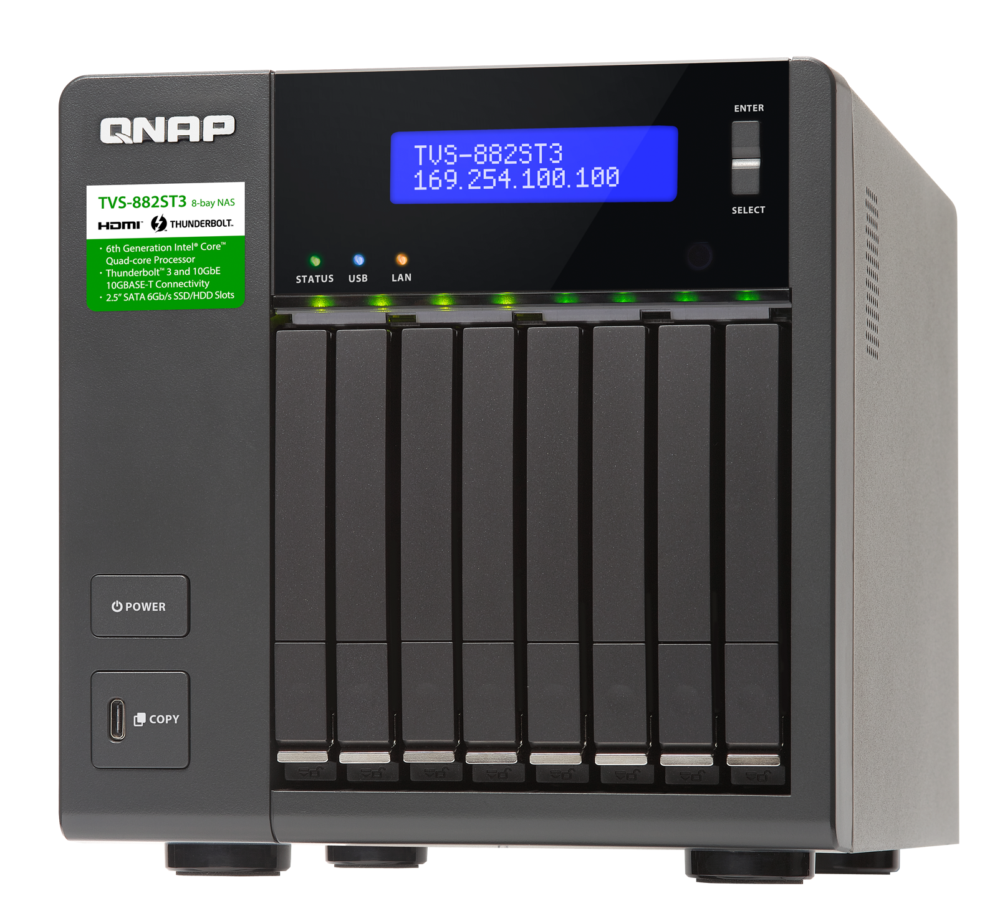 QNAP
TVS-882ST3 8-bay NAS
HDMI™ THUNDERBOLT™
· 6th Generation Intel® Core™
Quad-core Processor
· Thunderbolt™ 3 and 10GbE
10GBASE-T Connectivity
· 2.5” SATA 6Gb/s SSD/HDD Slots
TVS-882ST3
169.254.100.100
ENTER
SELECT
STATUS USB LAN
POWER
COPY